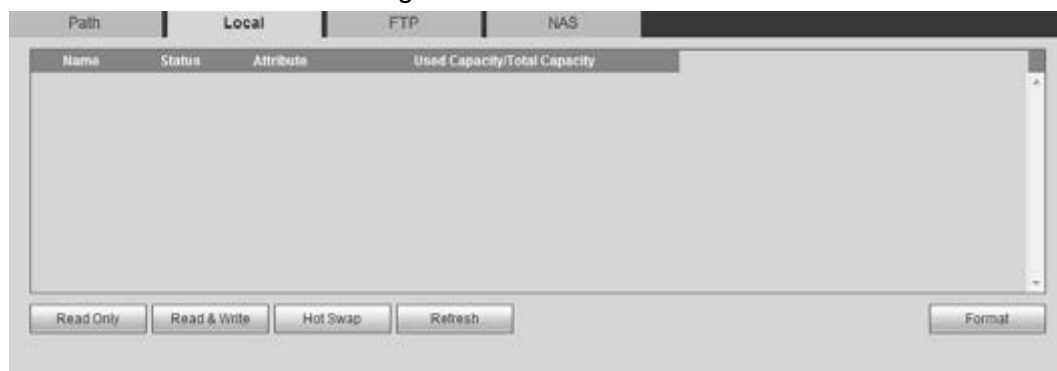 Path Local FTP NAS
Name Status Attribute Used Capacity/Total Capacity
Read Only Read & Write Hot Swap Refresh Format